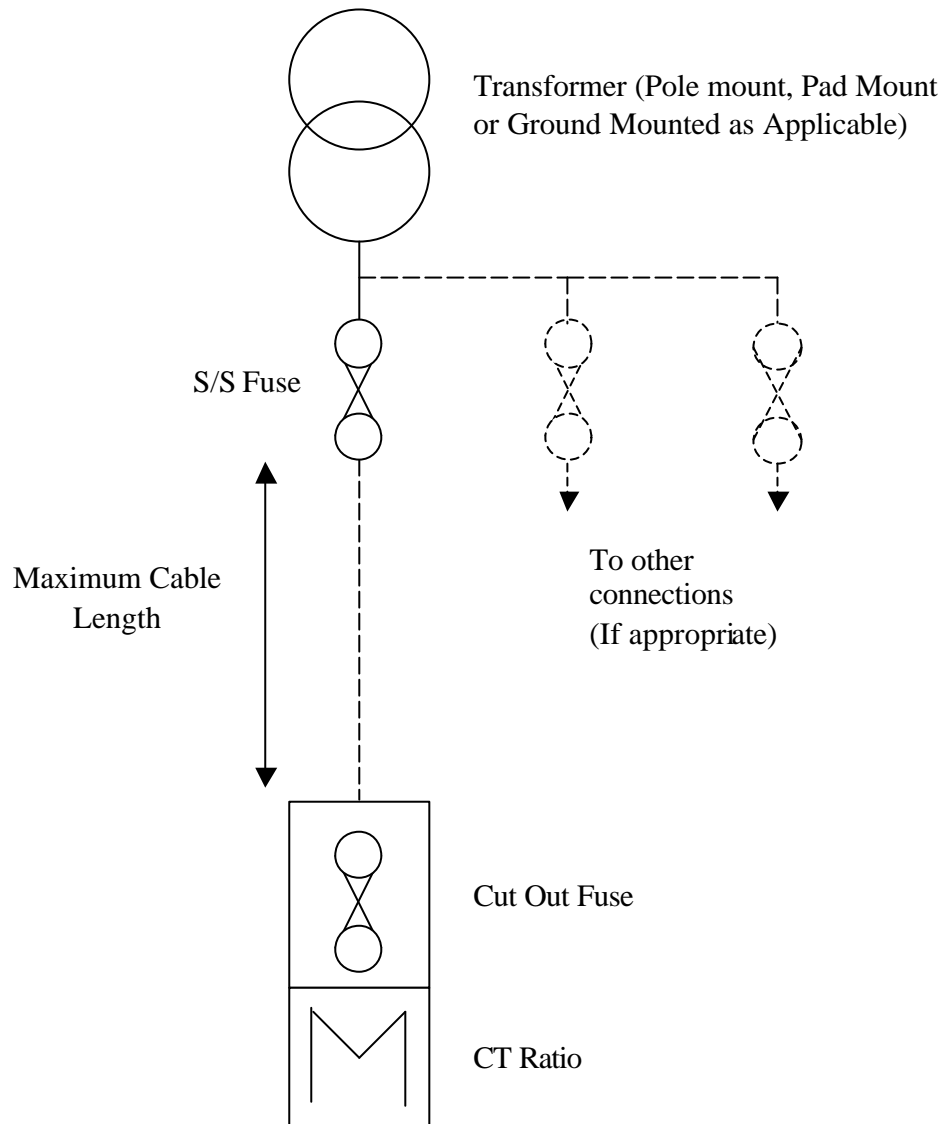 Transformer (Pole mount, Pad Mount
or Ground Mounted as Applicable)
S/S Fuse
Maximum Cable
Length
To other
connections
(If appropriate)
Cut Out Fuse
CT Ratio